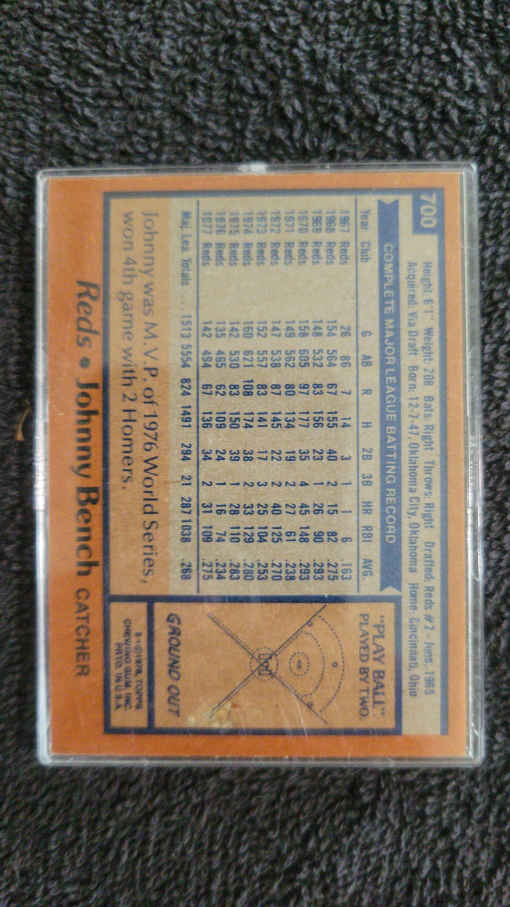 700
Height: 6'1" Weight: 208 Bats: Right Throws: Right Drafted: Reds #2 - June, 1965
Acquired: Via Draft Born: 12-7-47, Oklahoma City, Oklahoma Home: Cincinnati, Ohio
COMPLETE MAJOR LEAGUE BATTING RECORD
Year Club G AB R H 2B 3B HR RBI AVG.
1967 Reds 26 86 7 14 3 1 1 6 .163
1968 Reds 154 564 67 155 40 2 15 82 .275
1969 Reds 148 532 83 156 23 1 26 90 .293
1970 Reds 158 605 97 177 35 4 45 148 .293
1971 Reds 149 562 80 134 19 2 27 61 .238
1972 Reds 147 538 87 145 22 2 40 125 .270
1973 Reds 152 557 83 141 17 3 25 104 .253
1974 Reds 160 621 108 174 38 2 33 129 .280
1975 Reds 142 530 83 150 39 1 28 110 .283
1976 Reds 135 465 62 109 24 1 16 74 .234
1977 Reds 142 494 67 136 34 2 31 109 .275
Maj. Lea. Totals ... 1513 5554 824 1491 294 21 287 1038 .268
Johnny was M.V.P. of 1976 World Series,
won 4th game with 2 Homers.
"PLAY BALL"
PLAYED BY TWO
GROUND OUT
©1978 TOPPS
CHEWING GUM, INC.
PRTD. IN U.S.A.
Reds • Johnny Bench CATCHER